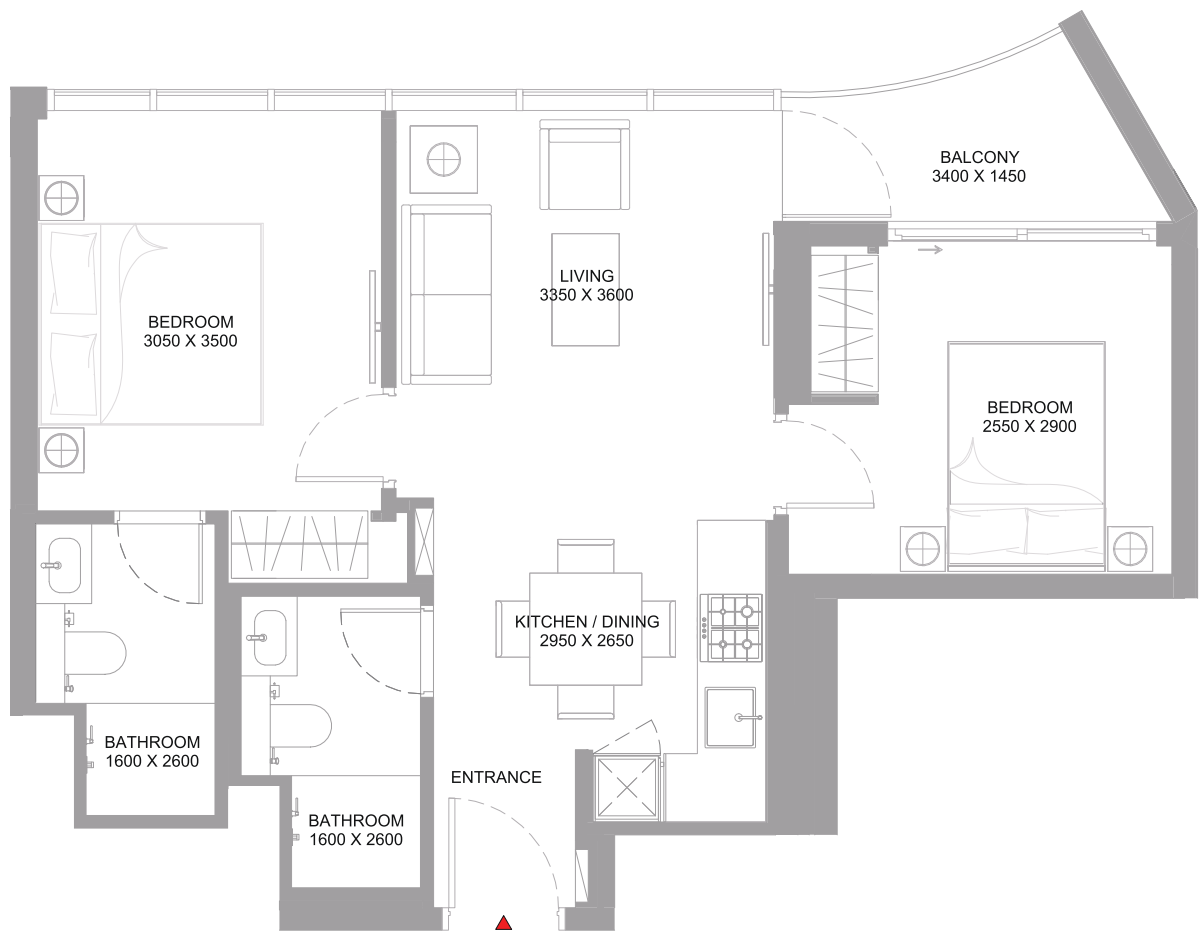 BALCONY
3400 X 1450
LIVING
3350 X 3600
BEDROOM
3050 X 3500
BEDROOM
2550 X 2900
KITCHEN / DINING
2950 X 2650
BATHROOM
1600 X 2600
ENTRANCE
BATHROOM
1600 X 2600